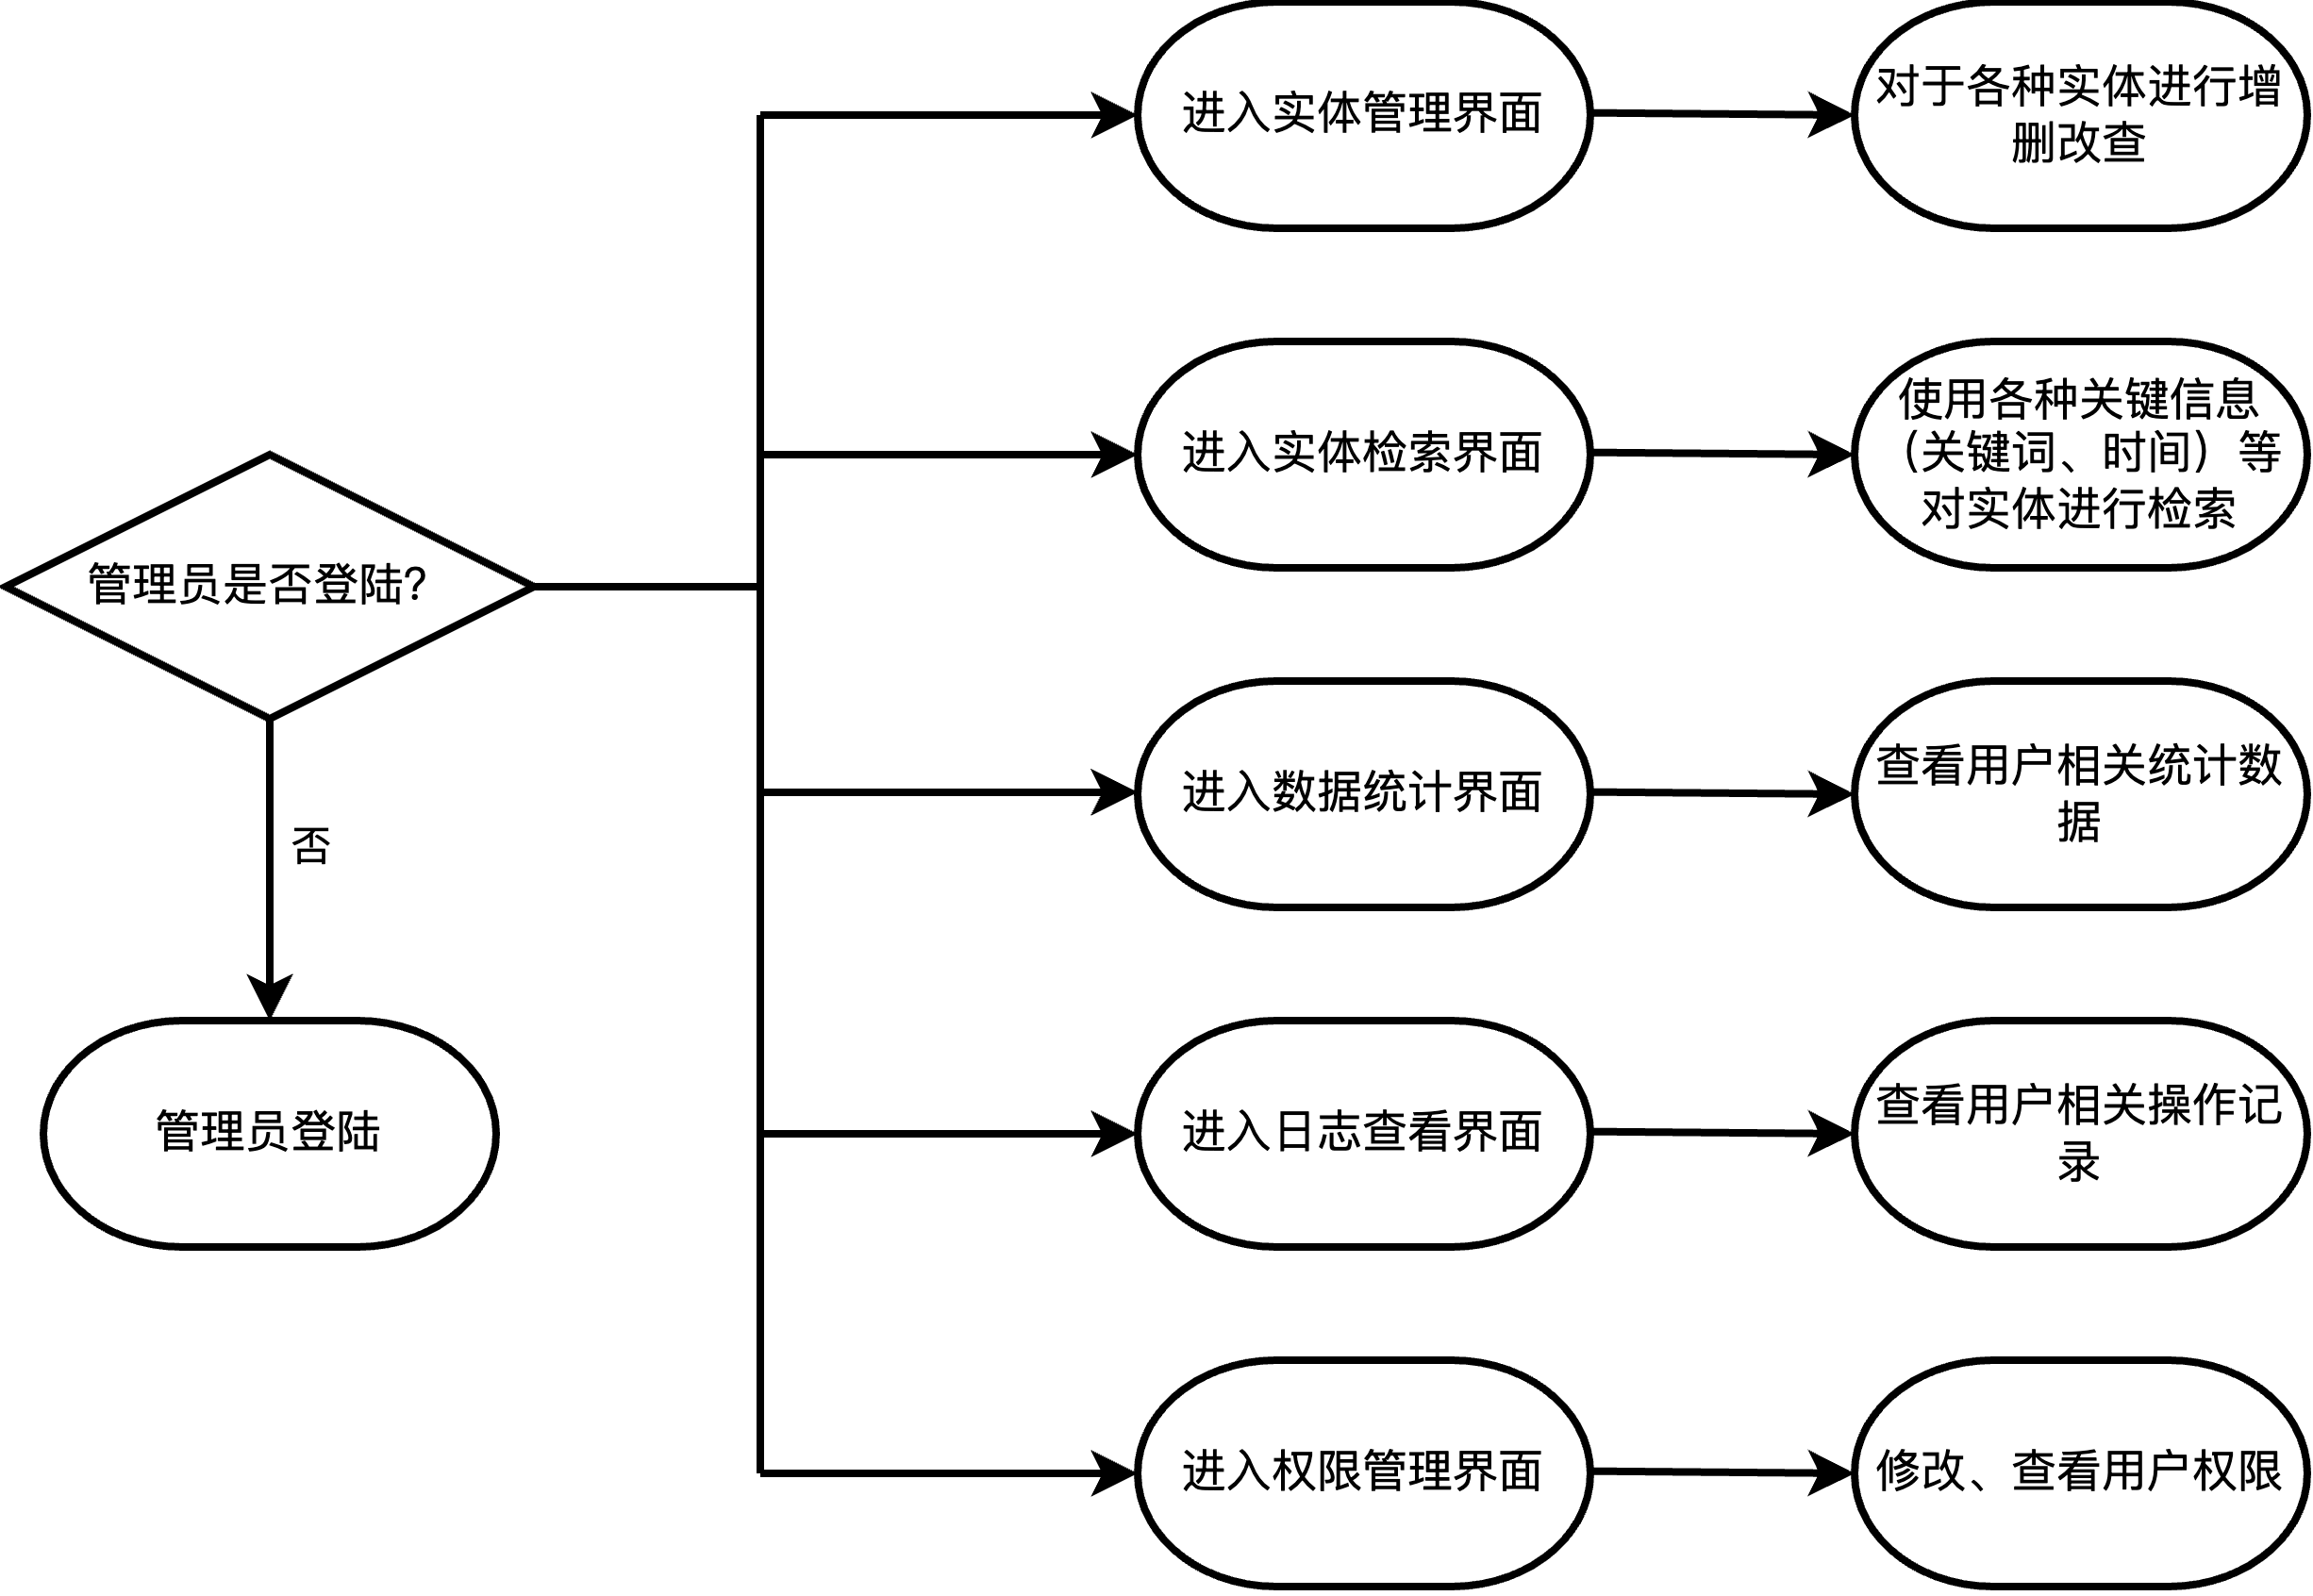 进入实体管理界面
对于各种实体进行增
删改查
进入实体检索界面
使用各种关键信息
（关键词、时间）等
对实体进行检索
管理员是否登陆？
进入数据统计界面
查看用户相关统计数
据
否
管理员登陆
进入日志查看界面
查看用户相关操作记
录
进入权限管理界面
修改、查看用户权限